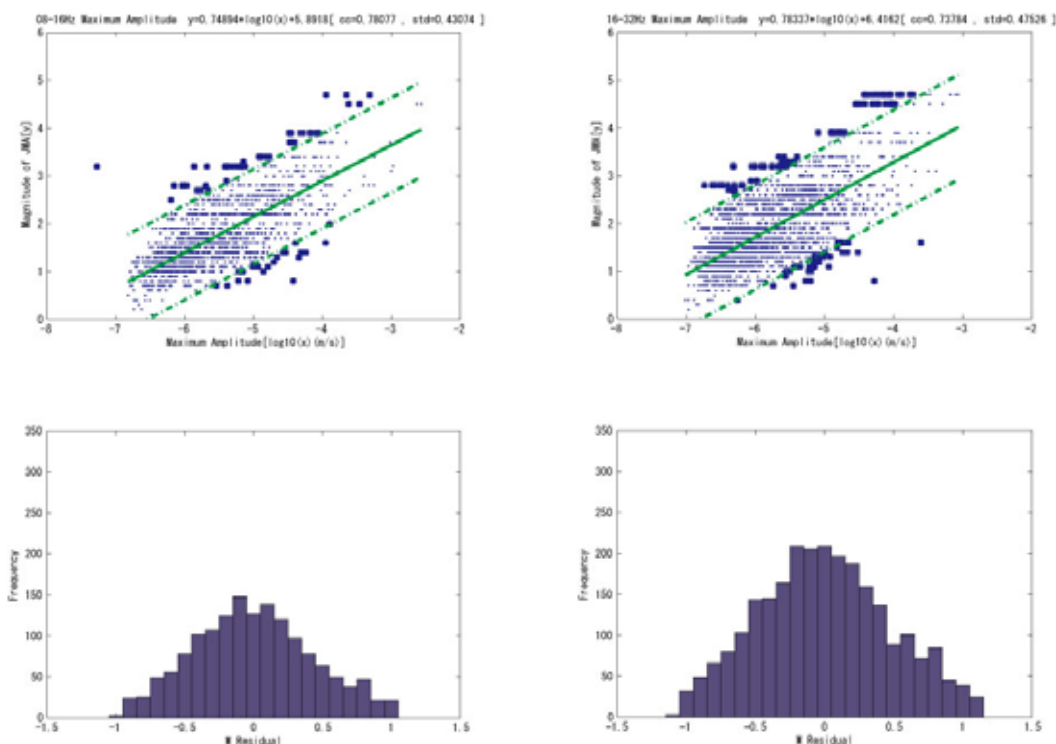 08-16Hz Maximum Amplitude y=0.74894*log10(x)+5.8918[ cc=0.78077 , std=0.43074 ]
6
5
4
3
2
1
0
Magnitude of JMA[y]
-8 -7 -6 -5 -4 -3 -2
Maximum Amplitude[log10(x)(m/s)]
16-32Hz Maximum Amplitude y=0.78337*log10(x)+6.4162[ cc=0.73784 , std=0.47526 ]
6
5
4
3
2
1
0
Magnitude of JMA[y]
-8 -7 -6 -5 -4 -3 -2
Maximum Amplitude[log10(x)(m/s)]
350
300
250
200
150
100
50
0
Frequency
-1.5 -1 -0.5 0 0.5 1 1.5
M Residual
350
300
250
200
150
100
50
0
Frequency
-1.5 -1 -0.5 0 0.5 1 1.5
M Residual